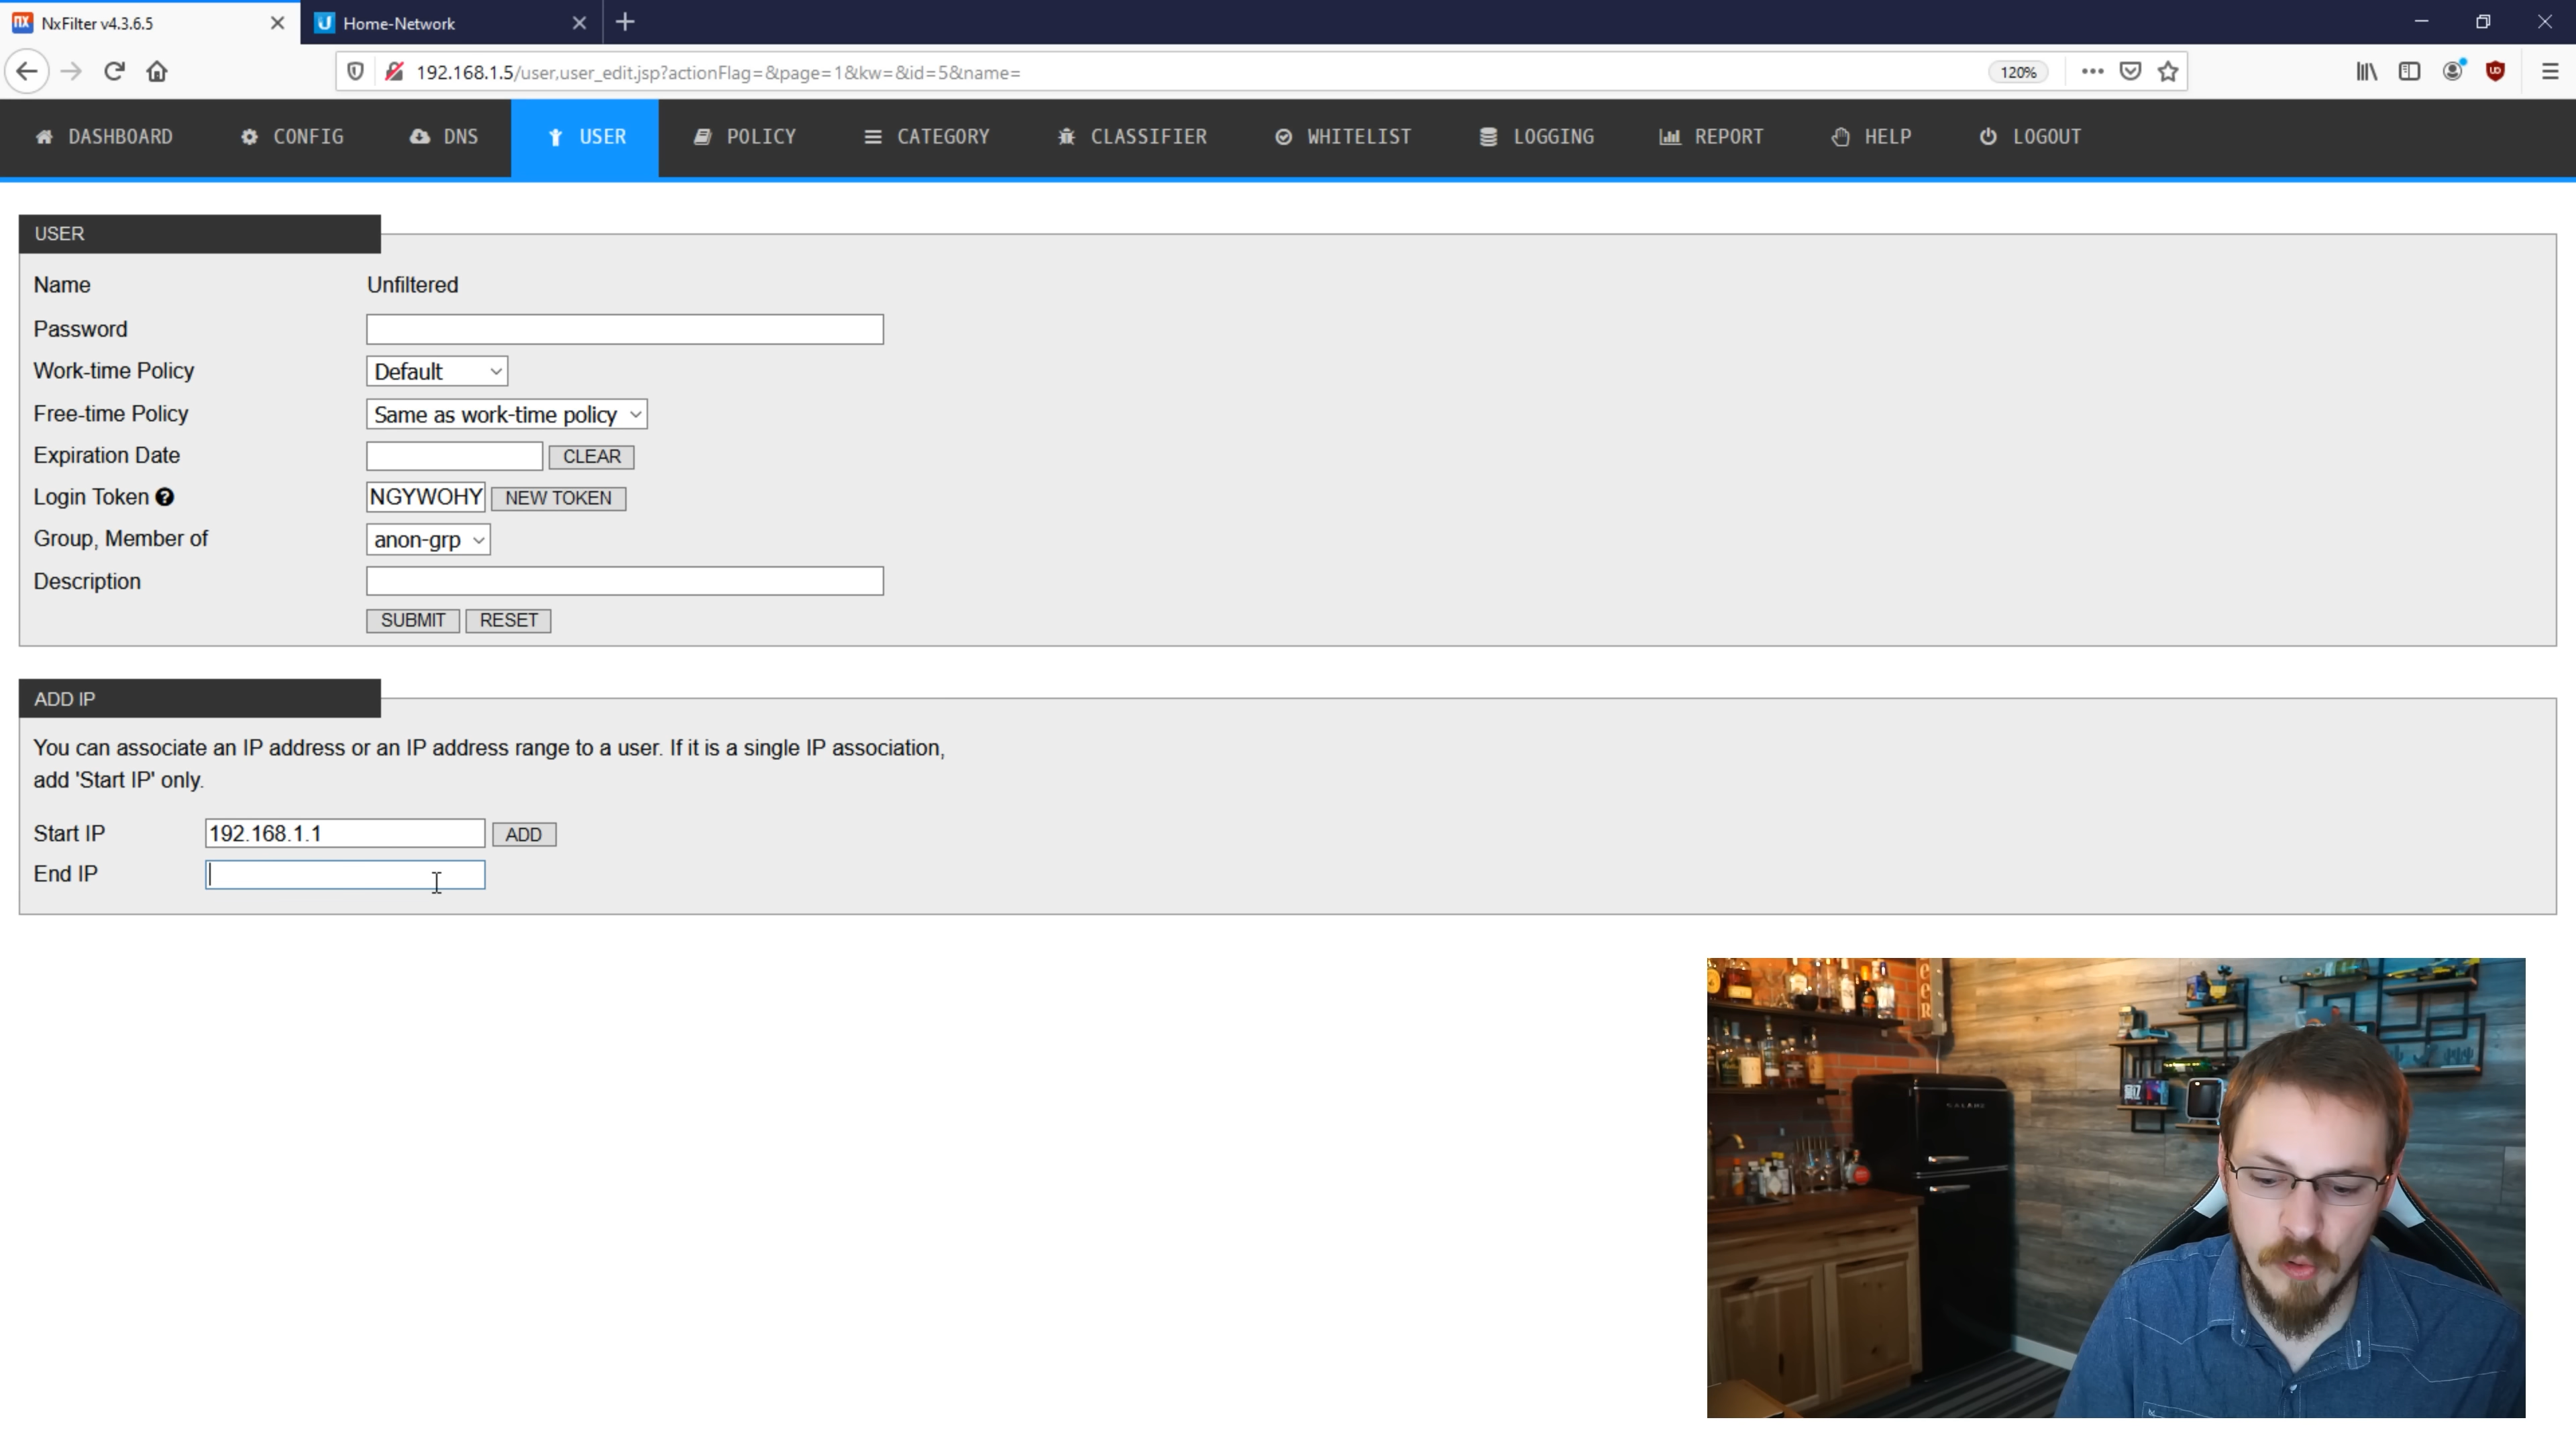 NxFilter v4.3.6.5
Home-Network
192.168.1.5/user,user_edit.jsp?actionFlag=&page=1&kw=&id=5&name=
120%
DASHBOARD
CONFIG
DNS
USER
POLICY
CATEGORY
CLASSIFIER
WHITELIST
LOGGING
REPORT
HELP
LOGOUT
USER
Name Unfiltered
Password
Work-time Policy Default
Free-time Policy Same as work-time policy
Expiration Date CLEAR
Login Token NGYWOHY NEW TOKEN
Group, Member of anon-grp
Description
SUBMIT RESET
ADD IP
You can associate an IP address or an IP address range to a user. If it is a single IP association,
add 'Start IP' only.
Start IP 192.168.1.1 ADD
End IP
GALANZ